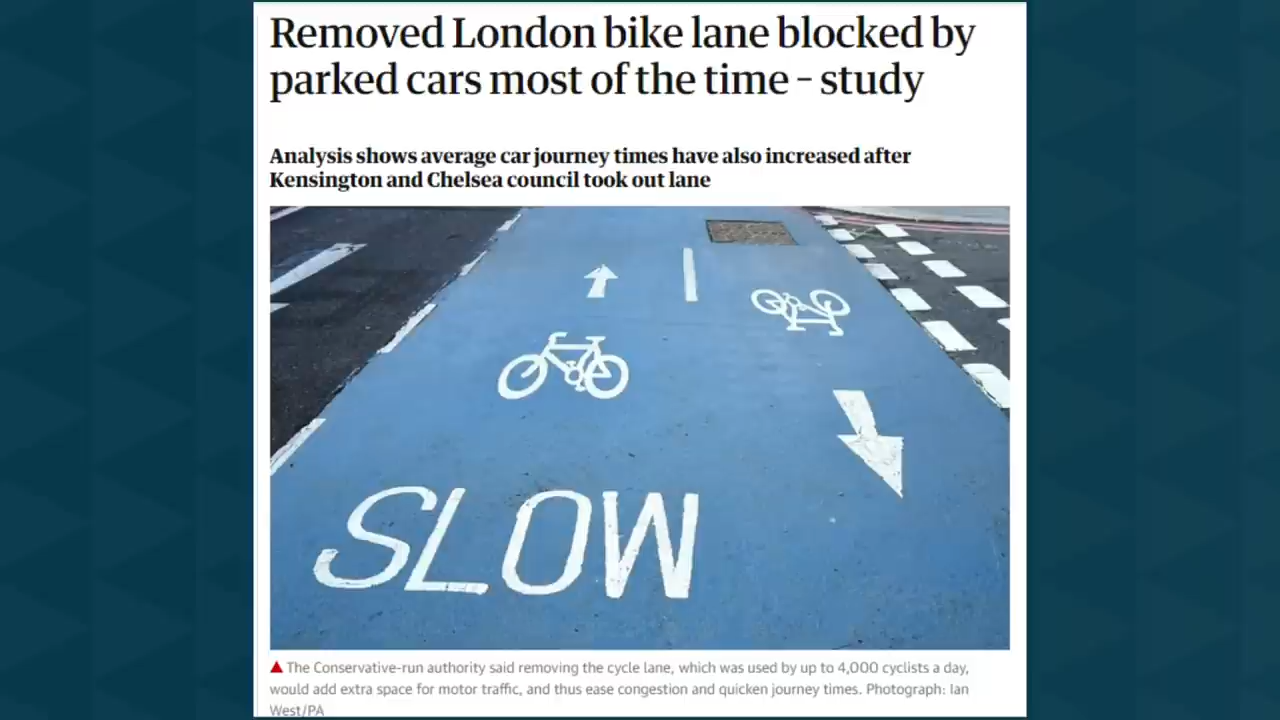 Removed London bike lane blocked by
parked cars most of the time – study
Analysis shows average car journey times have also increased after
Kensington and Chelsea council took out lane
SLOW
The Conservative-run authority said removing the cycle lane, which was used by up to 4,000 cyclists a day,
would add extra space for motor traffic, and thus ease congestion and quicken journey times. Photograph: Ian
West/PA